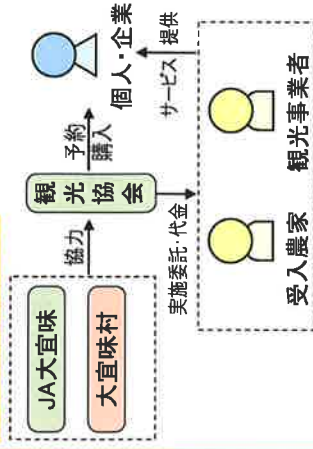 JA大宜味
大宜味村
協力
観光
協会
予約
購入
個人・企業
実施委託・代金
サービス
提供
受入農家
観光事業者